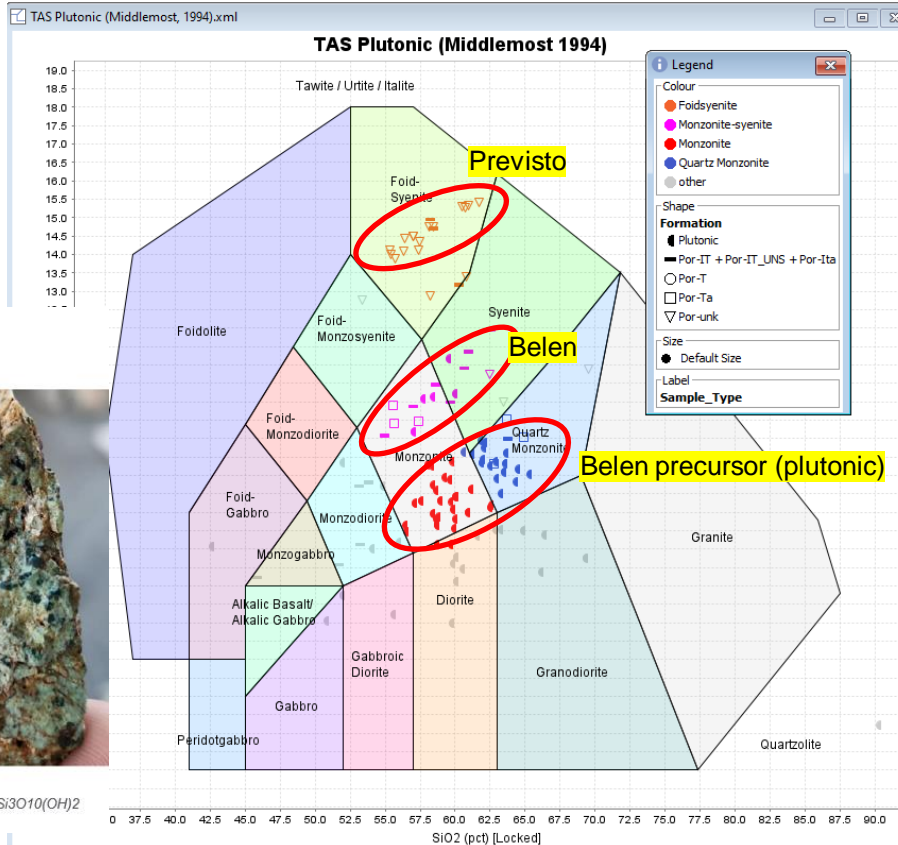 TAS Plutonic (Middlemost, 1994).xml
TAS Plutonic (Middlemost 1994)
Legend
Colour
Foidsyenite
Monzonite-syenite
Monzonite
Quartz Monzonite
other
Shape
Formation
Plutonic
Por-IT + Por-IT_UNS + Por-Ita
Por-T
Por-Ta
Por-unk
Size
Default Size
Label
Sample_Type
19.0
18.5
18.0
17.5
17.0
16.5
16.0
15.5
15.0
14.5
14.0
13.5
13.0
Tawite / Urtite / Italite
Previsto
Foid-
Syenite
Foidolite
Foid-
Monzosyenite
Syenite
Belen
Foid-
Monzodiorite
Monzonite
Quartz
Monzonite
Belen precursor (plutonic)
Foid-
Gabbro
Monzodiorite
Monzogabbro
Granite
Alkalic Basalt/
Alkalic Gabbro
Diorite
Gabbroic
Diorite
Granodiorite
Gabbro
Peridotgabbro
Quartzolite
Si3O10(OH)2
0 37.5 40.0 42.5 45.0 47.5 50.0 52.5 55.0 57.5 60.0 62.5 65.0 67.5 70.0 72.5 75.0 77.5 80.0 82.5 85.0 87.5 90.0
SiO2 (pct) [Locked]